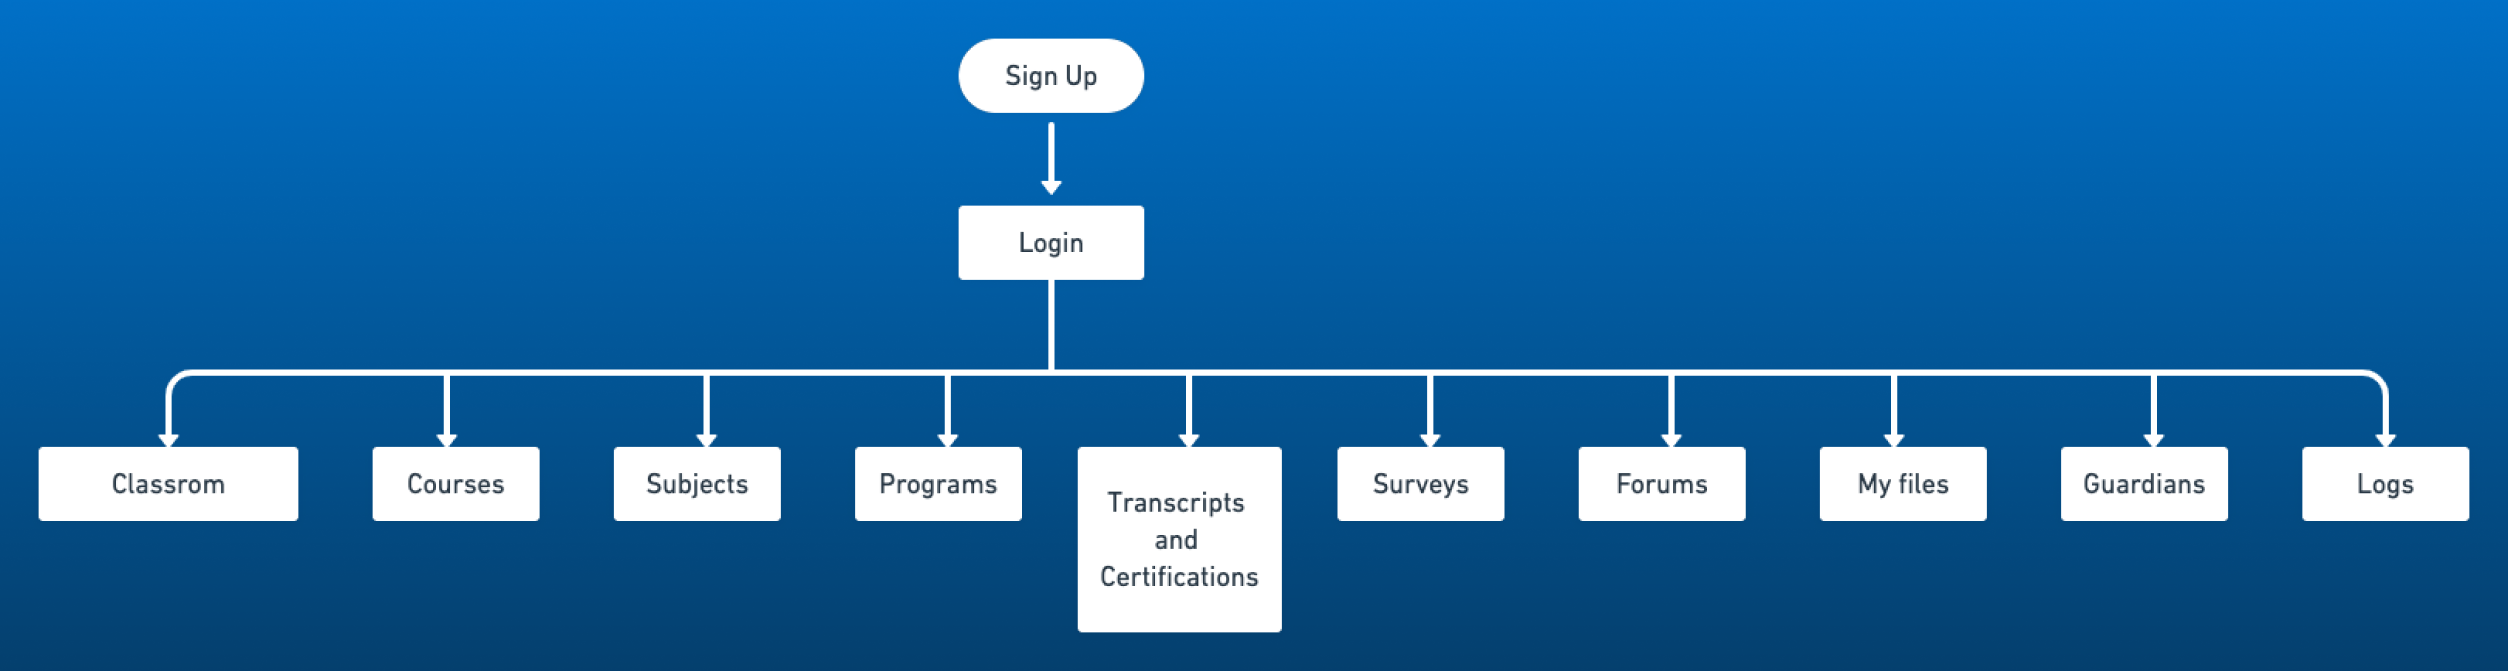 Sign Up
Login
Classrom
Courses
Subjects
Programs
Transcripts
and
Certifications
Surveys
Forums
My files
Guardians
Logs